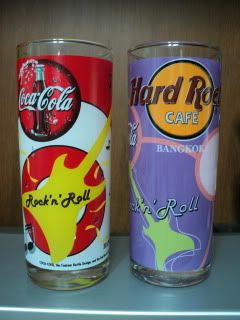 Coca-Cola
Rock'n' Roll
Hard Rock
CAFE
BANGKOK
Rock'n' Roll